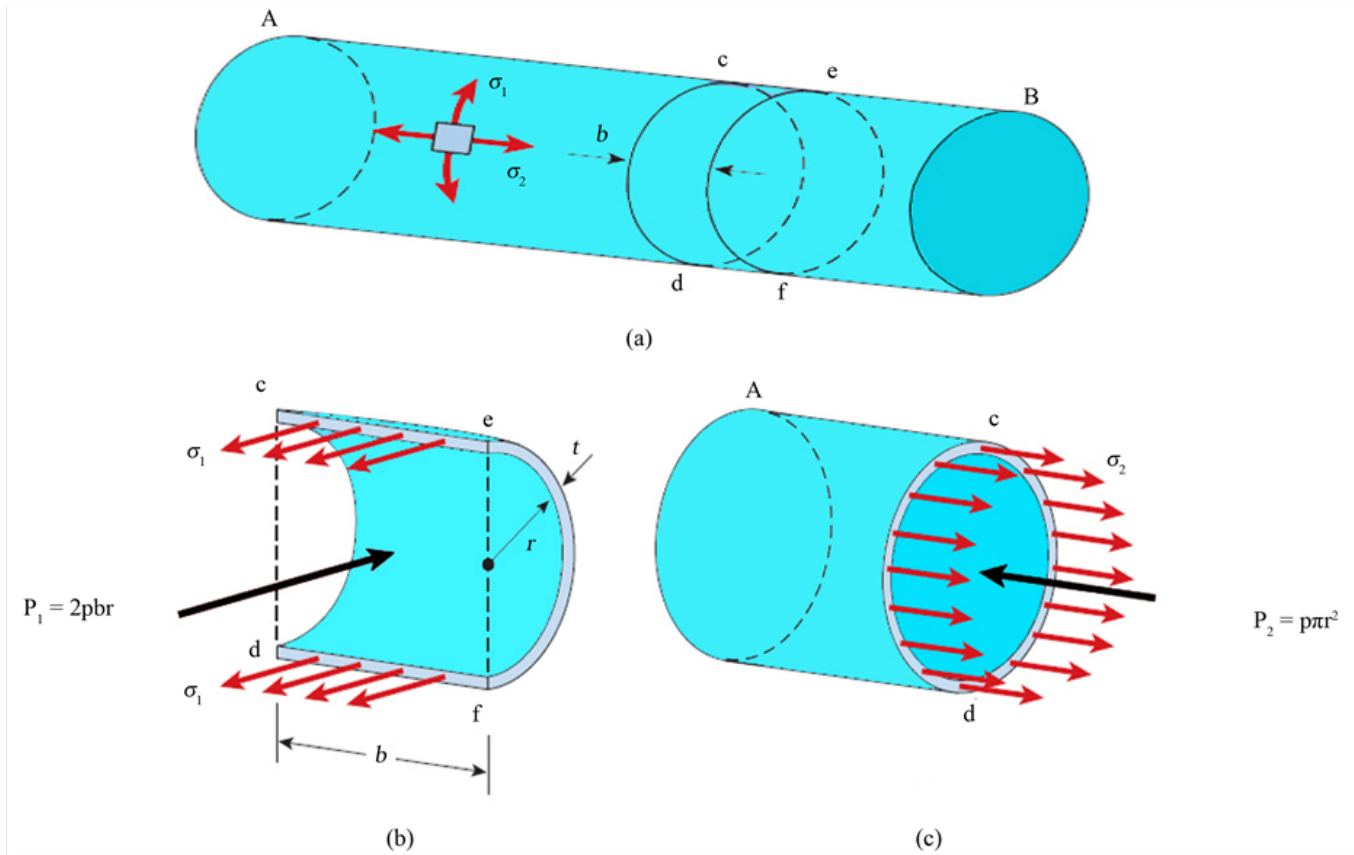 A
c
e
B
σ₁
b
σ₂
d
f
(a)
c
e
t
σ₁
r
P₁ = 2pbr
d
σ₁
f
b
(b)
A
c
σ₂
P₂ = pπr²
d
(c)